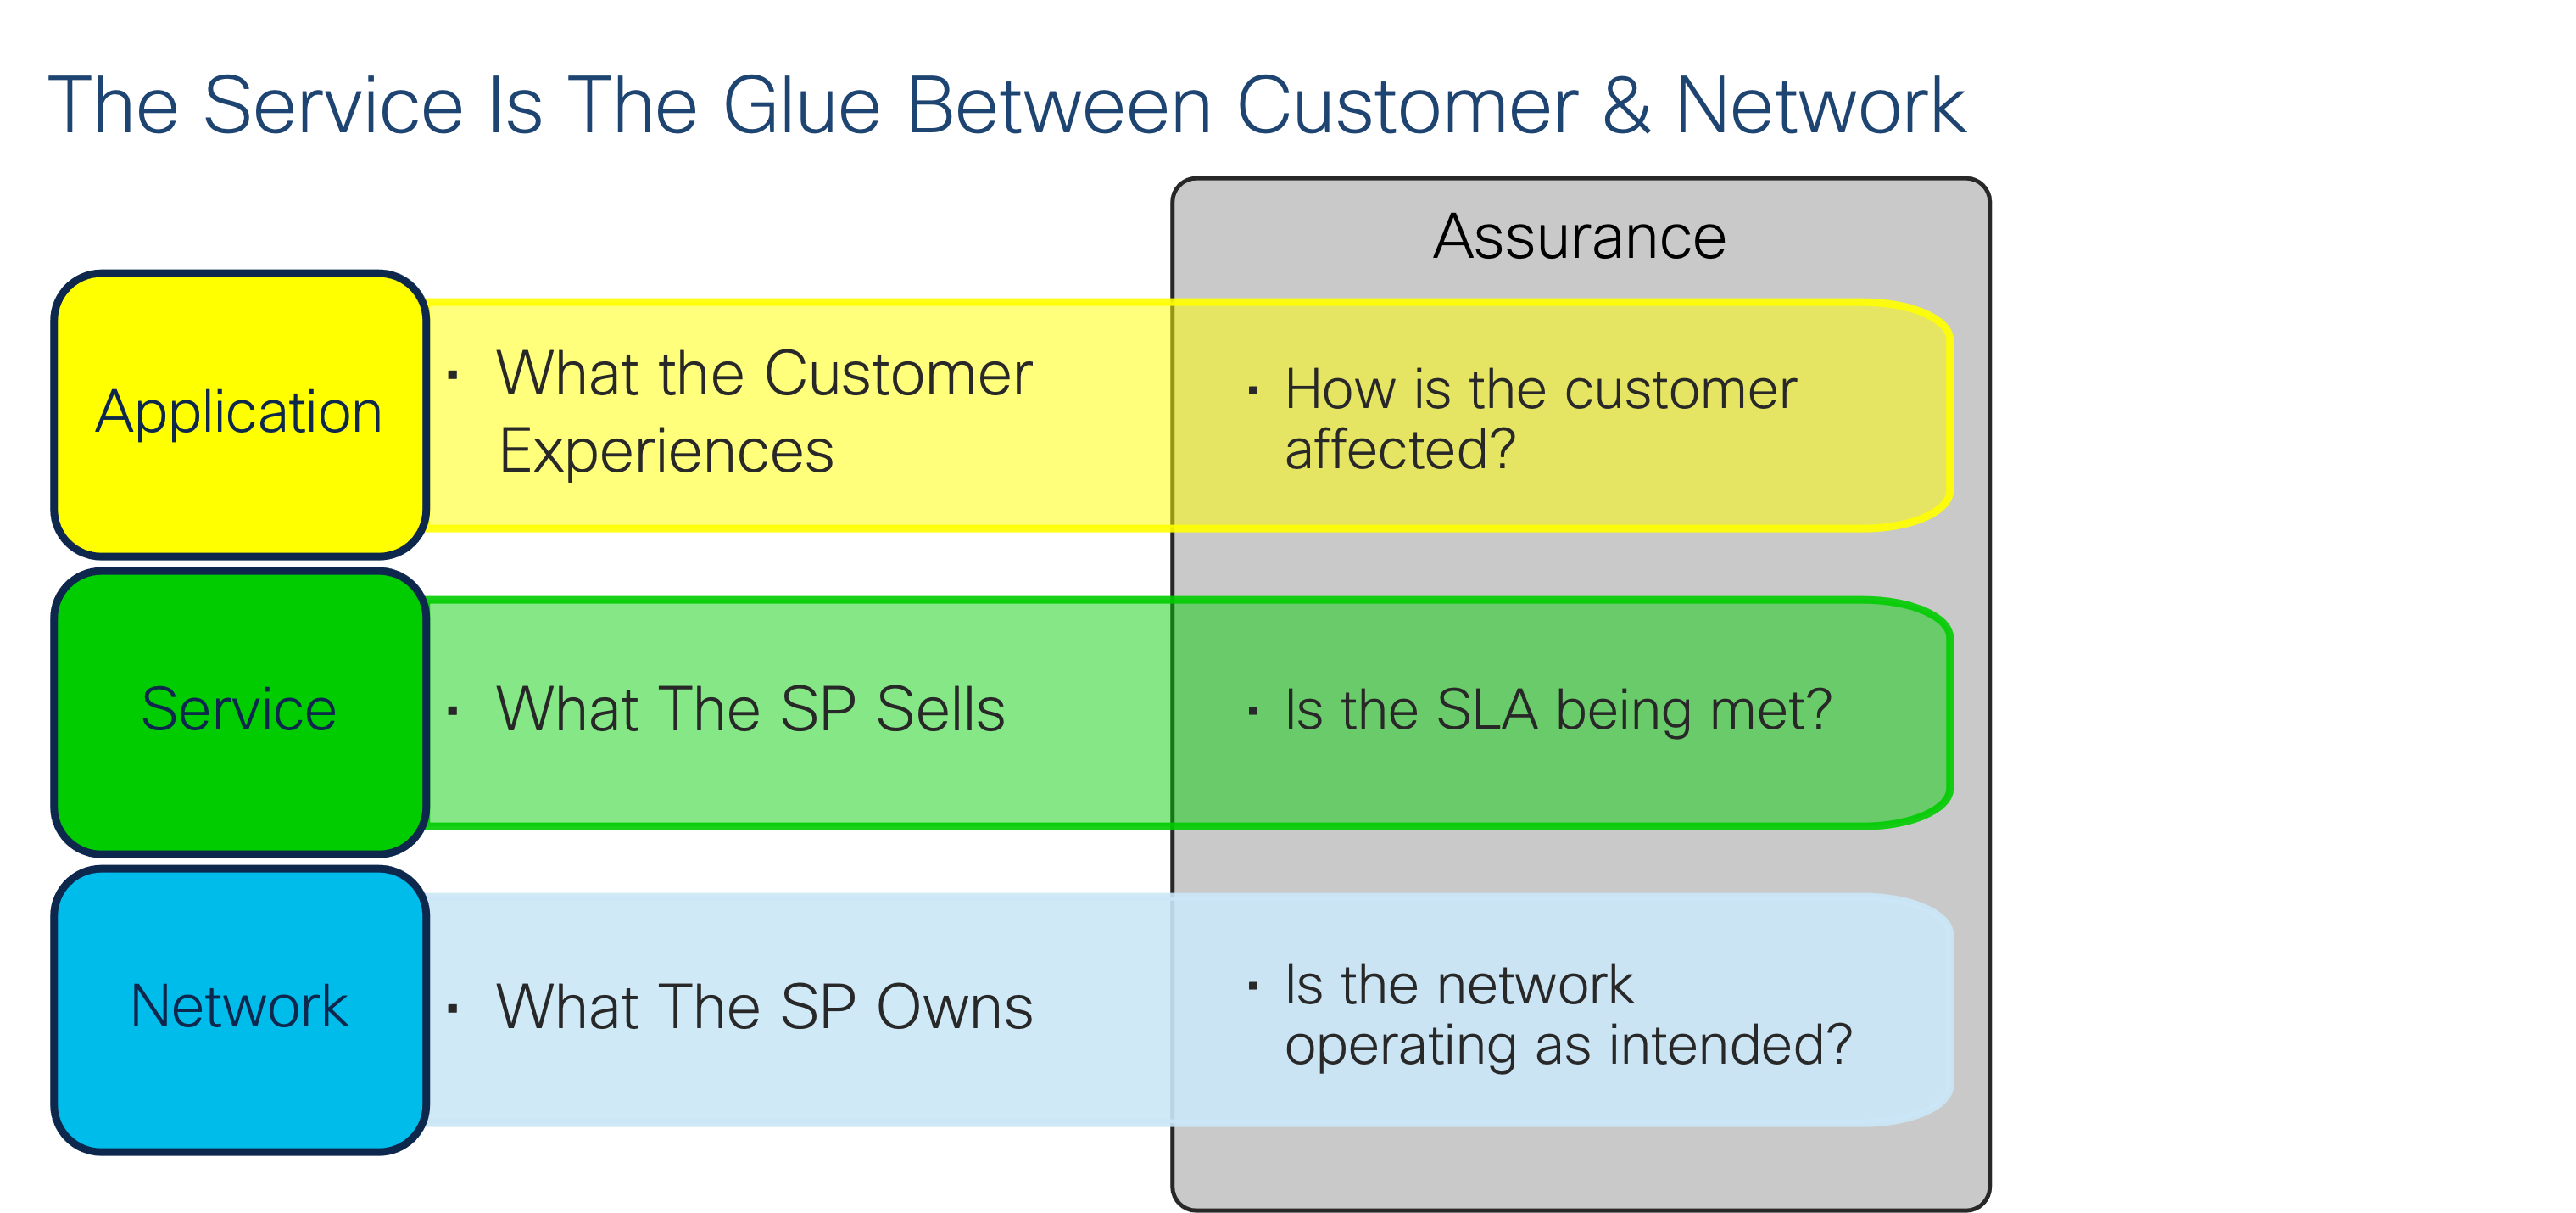 The Service Is The Glue Between Customer & Network
Assurance
Application
▪ What the Customer
Experiences
▪ How is the customer
affected?
Service
▪ What The SP Sells
▪ Is the SLA being met?
Network
▪ What The SP Owns
▪ Is the network
operating as intended?